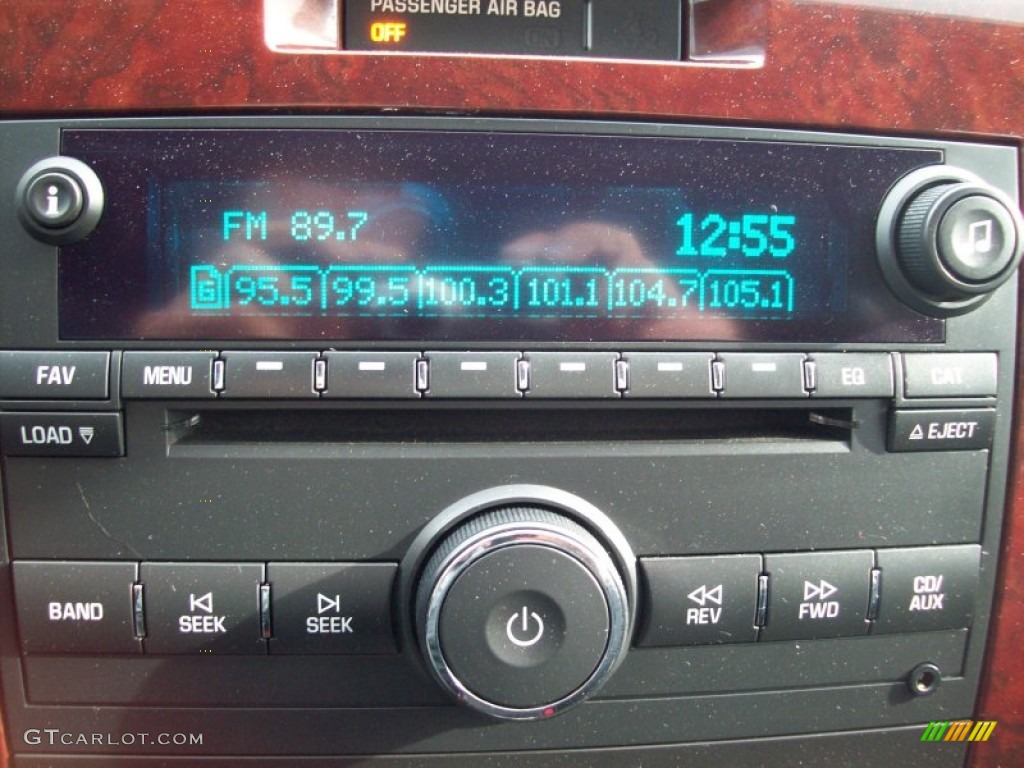 PASSENGER AIR BAG
OFF
i
FM 89.7
12:55
G 95.5 99.5 100.3 101.1 104.7 105.1
FAV MENU EQ CAT
LOAD EJECT
BAND SEEK SEEK REV FWD CD/
AUX
GTCARLOT.COM